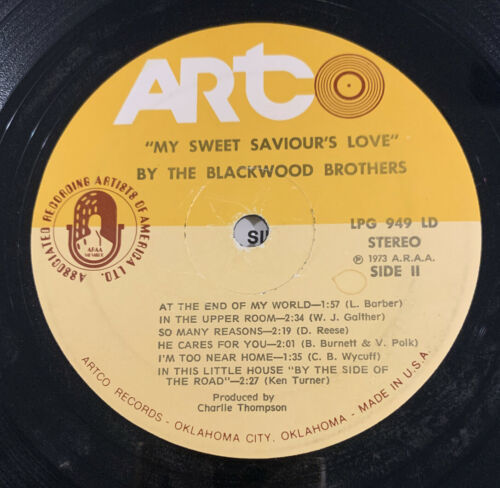 ARTCO
"MY SWEET SAVIOUR'S LOVE"
BY THE BLACKWOOD BROTHERS
ASSOCIATED RECORDING ARTISTS OF AMERICA LTD.
ARAA
MEMBER
SI
LPG 949 LD
STEREO
Ⓟ 1973 A.R.A.A.
SIDE II
AT THE END OF MY WORLD—1:57 (L. Barber)
IN THE UPPER ROOM—2:34 (W. J. Gaither)
SO MANY REASONS—2:19 (D. Reese)
HE CARES FOR YOU—2:01 (B. Burnett & V. Polk)
I'M TOO NEAR HOME—1:35 (C. B. Wycuff)
IN THIS LITTLE HOUSE "BY THE SIDE OF
THE ROAD"—2:27 (Ken Turner)
Produced by
Charlie Thompson
ARTCO RECORDS - OKLAHOMA CITY, OKLAHOMA - MADE IN U.S.A.